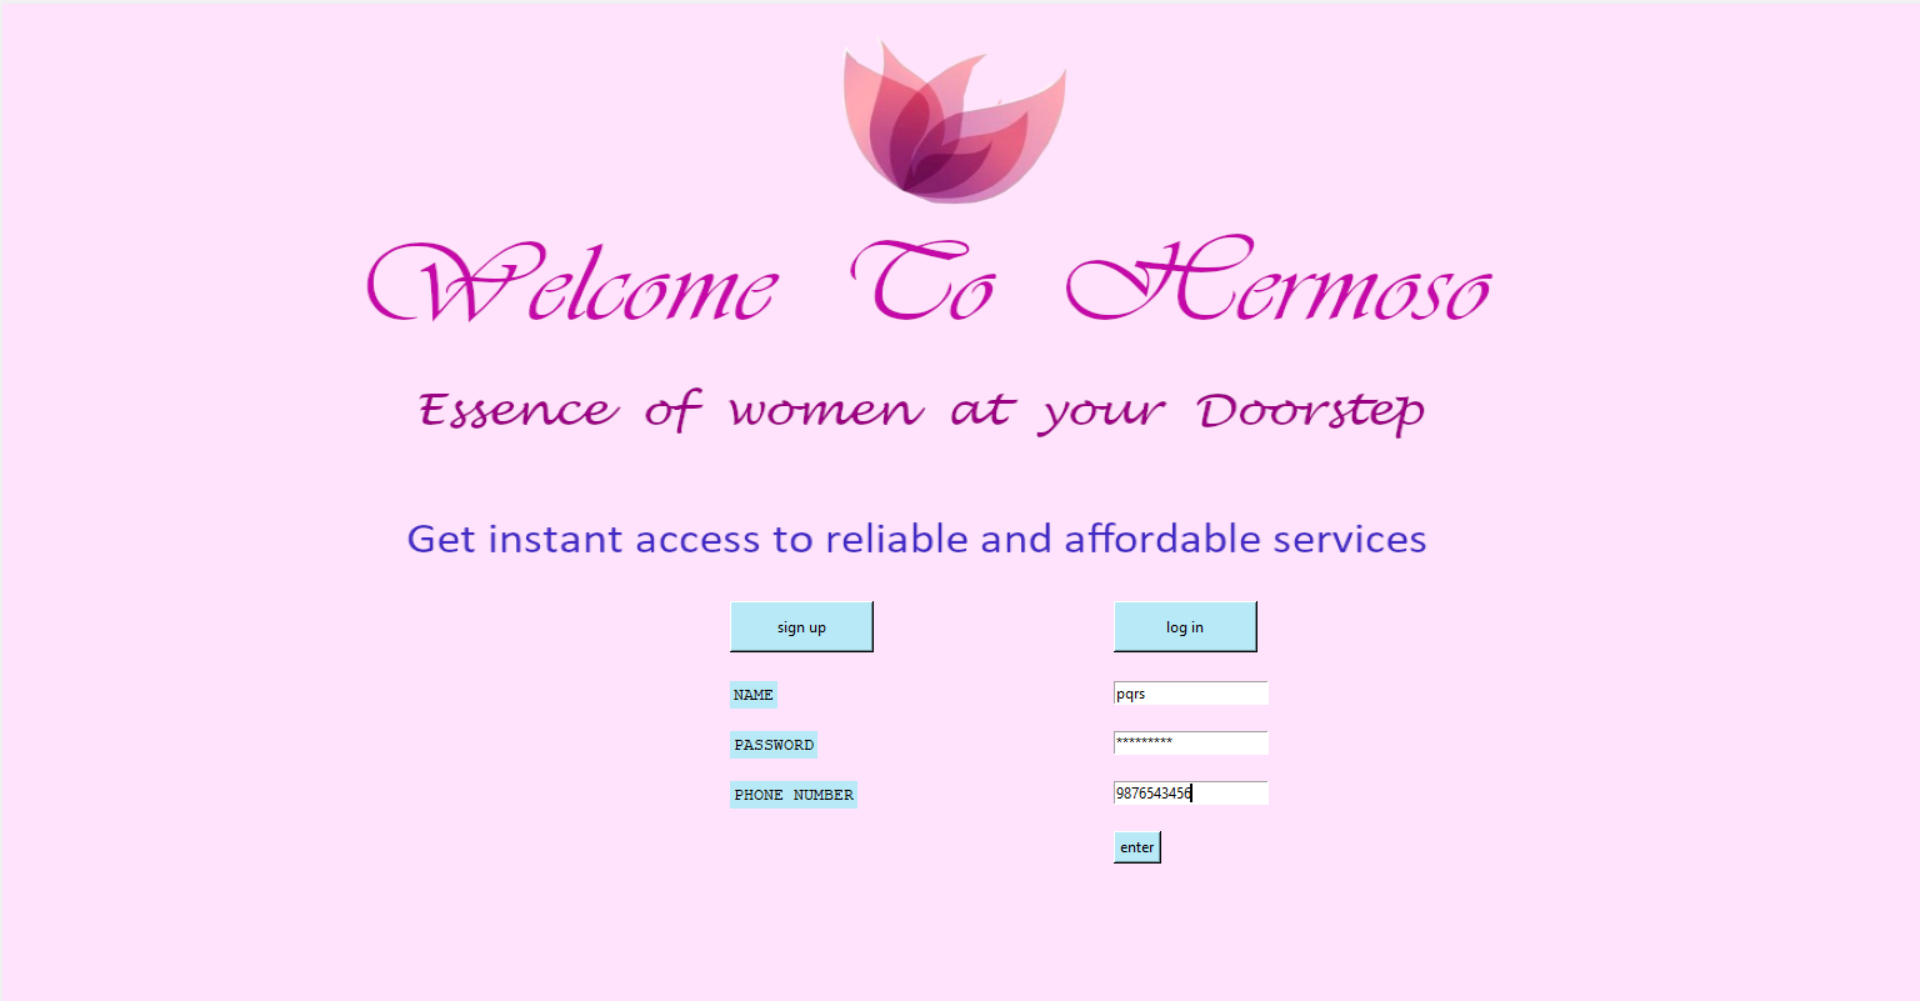 Welcome To Hermoso
Essence of women at your Doorstep
Get instant access to reliable and affordable services
sign up log in
NAME pqrs
PASSWORD *********
PHONE NUMBER 9876543456
enter